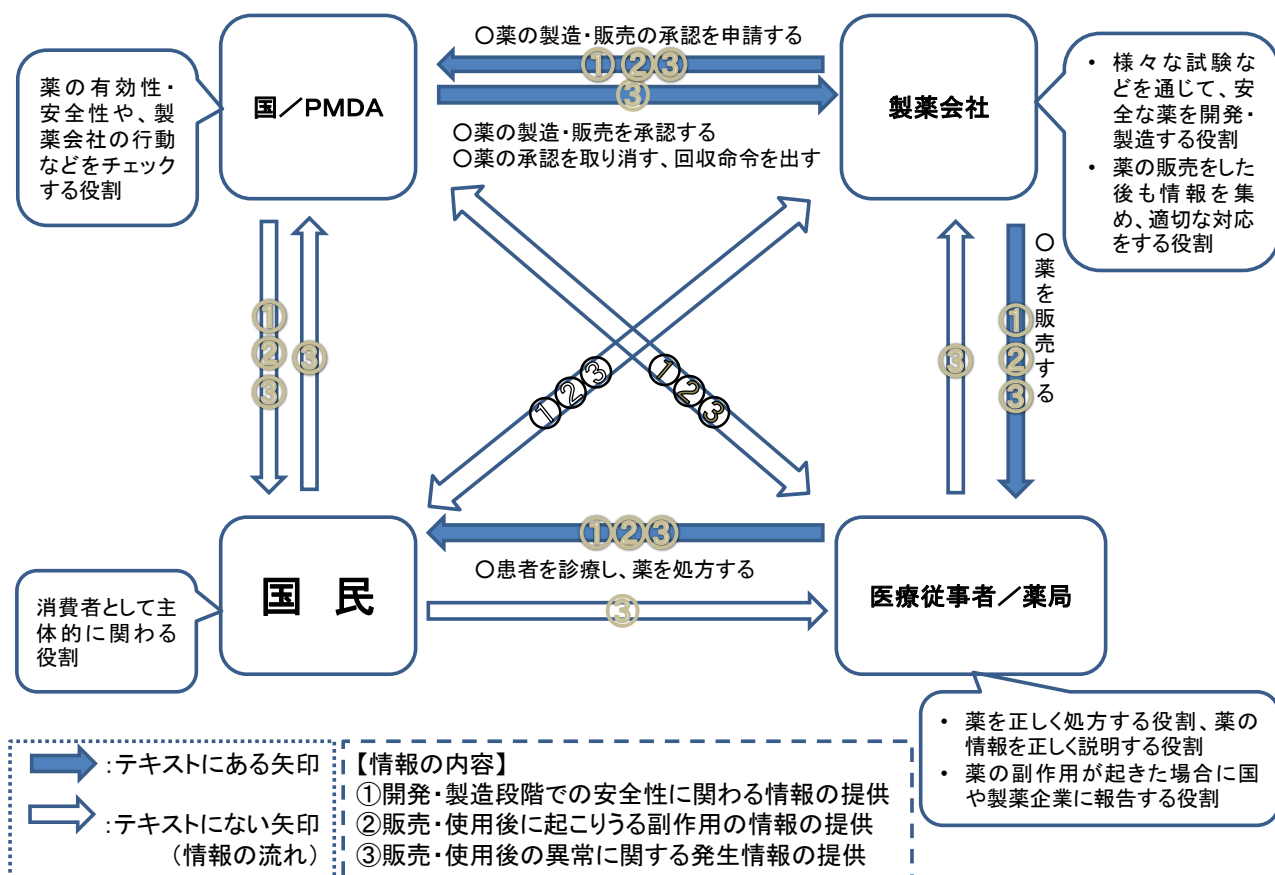 〇薬の製造・販売の承認を申請する
① ②③
③
〇薬の製造・販売を承認する
〇薬の承認を取り消す、回収命令を出す
薬の有効性・
安全性や、製
薬会社の行動
などをチェック
する役割
国／PMDA
製薬会社
• 様々な試験な
どを通じて、安
全な薬を開発・
製造する役割
• 薬の販売をした
後も情報を集
め、適切な対応
をする役割
①
②
③
③
①②③
①②③
③
①
②
③
〇薬を販売する
①②③
〇患者を診療し、薬を処方する
③
国 民
消費者として主
体的に関わる
役割
医療従事者／薬局
• 薬を正しく処方する役割、薬の
情報を正しく説明する役割
• 薬の副作用が起きた場合に国
や製薬企業に報告する役割
:テキストにある矢印
:テキストにない矢印
（情報の流れ）
【情報の内容】
①開発・製造段階での安全性に関わる情報の提供
②販売・使用後に起こりうる副作用の情報の提供
③販売・使用後の異常に関する発生情報の提供